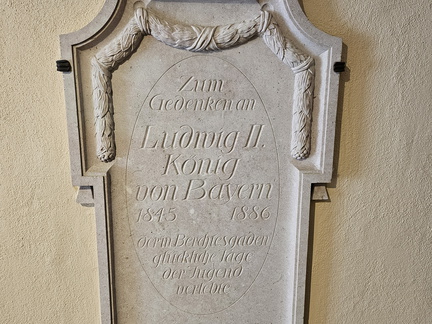 Zum
Gedenken an
Ludwig II.
König
von Bayern
1845 1886
der in Berchtesgaden
glückliche Tage
der Jugend
verlebte